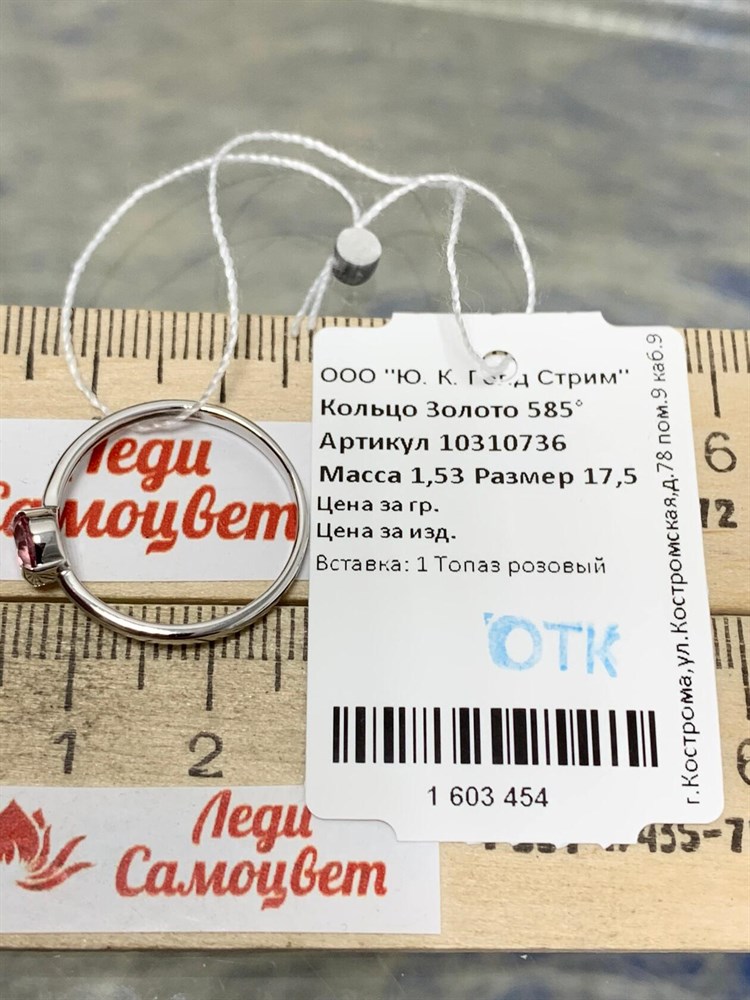 ООО "Ю. К. Голд Стрим"
Кольцо Золото 585°
Артикул 10310736
Масса 1,53 Размер 17,5
Цена за гр.
Цена за изд.
Вставка: 1 Топаз розовый
ОТК
1 603 454
г.Кострома,ул.Костромская,д.78 пом.9 каб.9
Леди
Самоцвет
6
12
1
2
Леди
Самоцвет